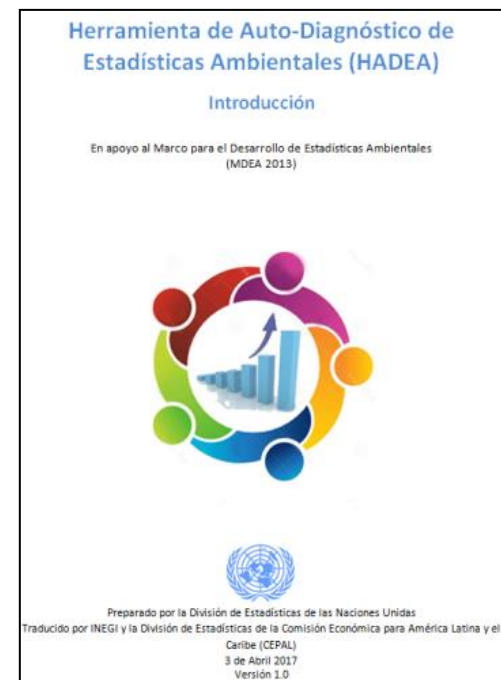 Herramienta de Auto-Diagnóstico de
Estadísticas Ambientales (HADEA)
Introducción
En apoyo al Marco para el Desarrollo de Estadísticas Ambientales
(MDEA 2013)
Preparado por la División de Estadísticas de las Naciones Unidas
Traducido por INEGI y la División de Estadísticas de la Comisión Económica para América Latina y el
Caribe (CEPAL)
3 de Abril 2017
Versión 1.0